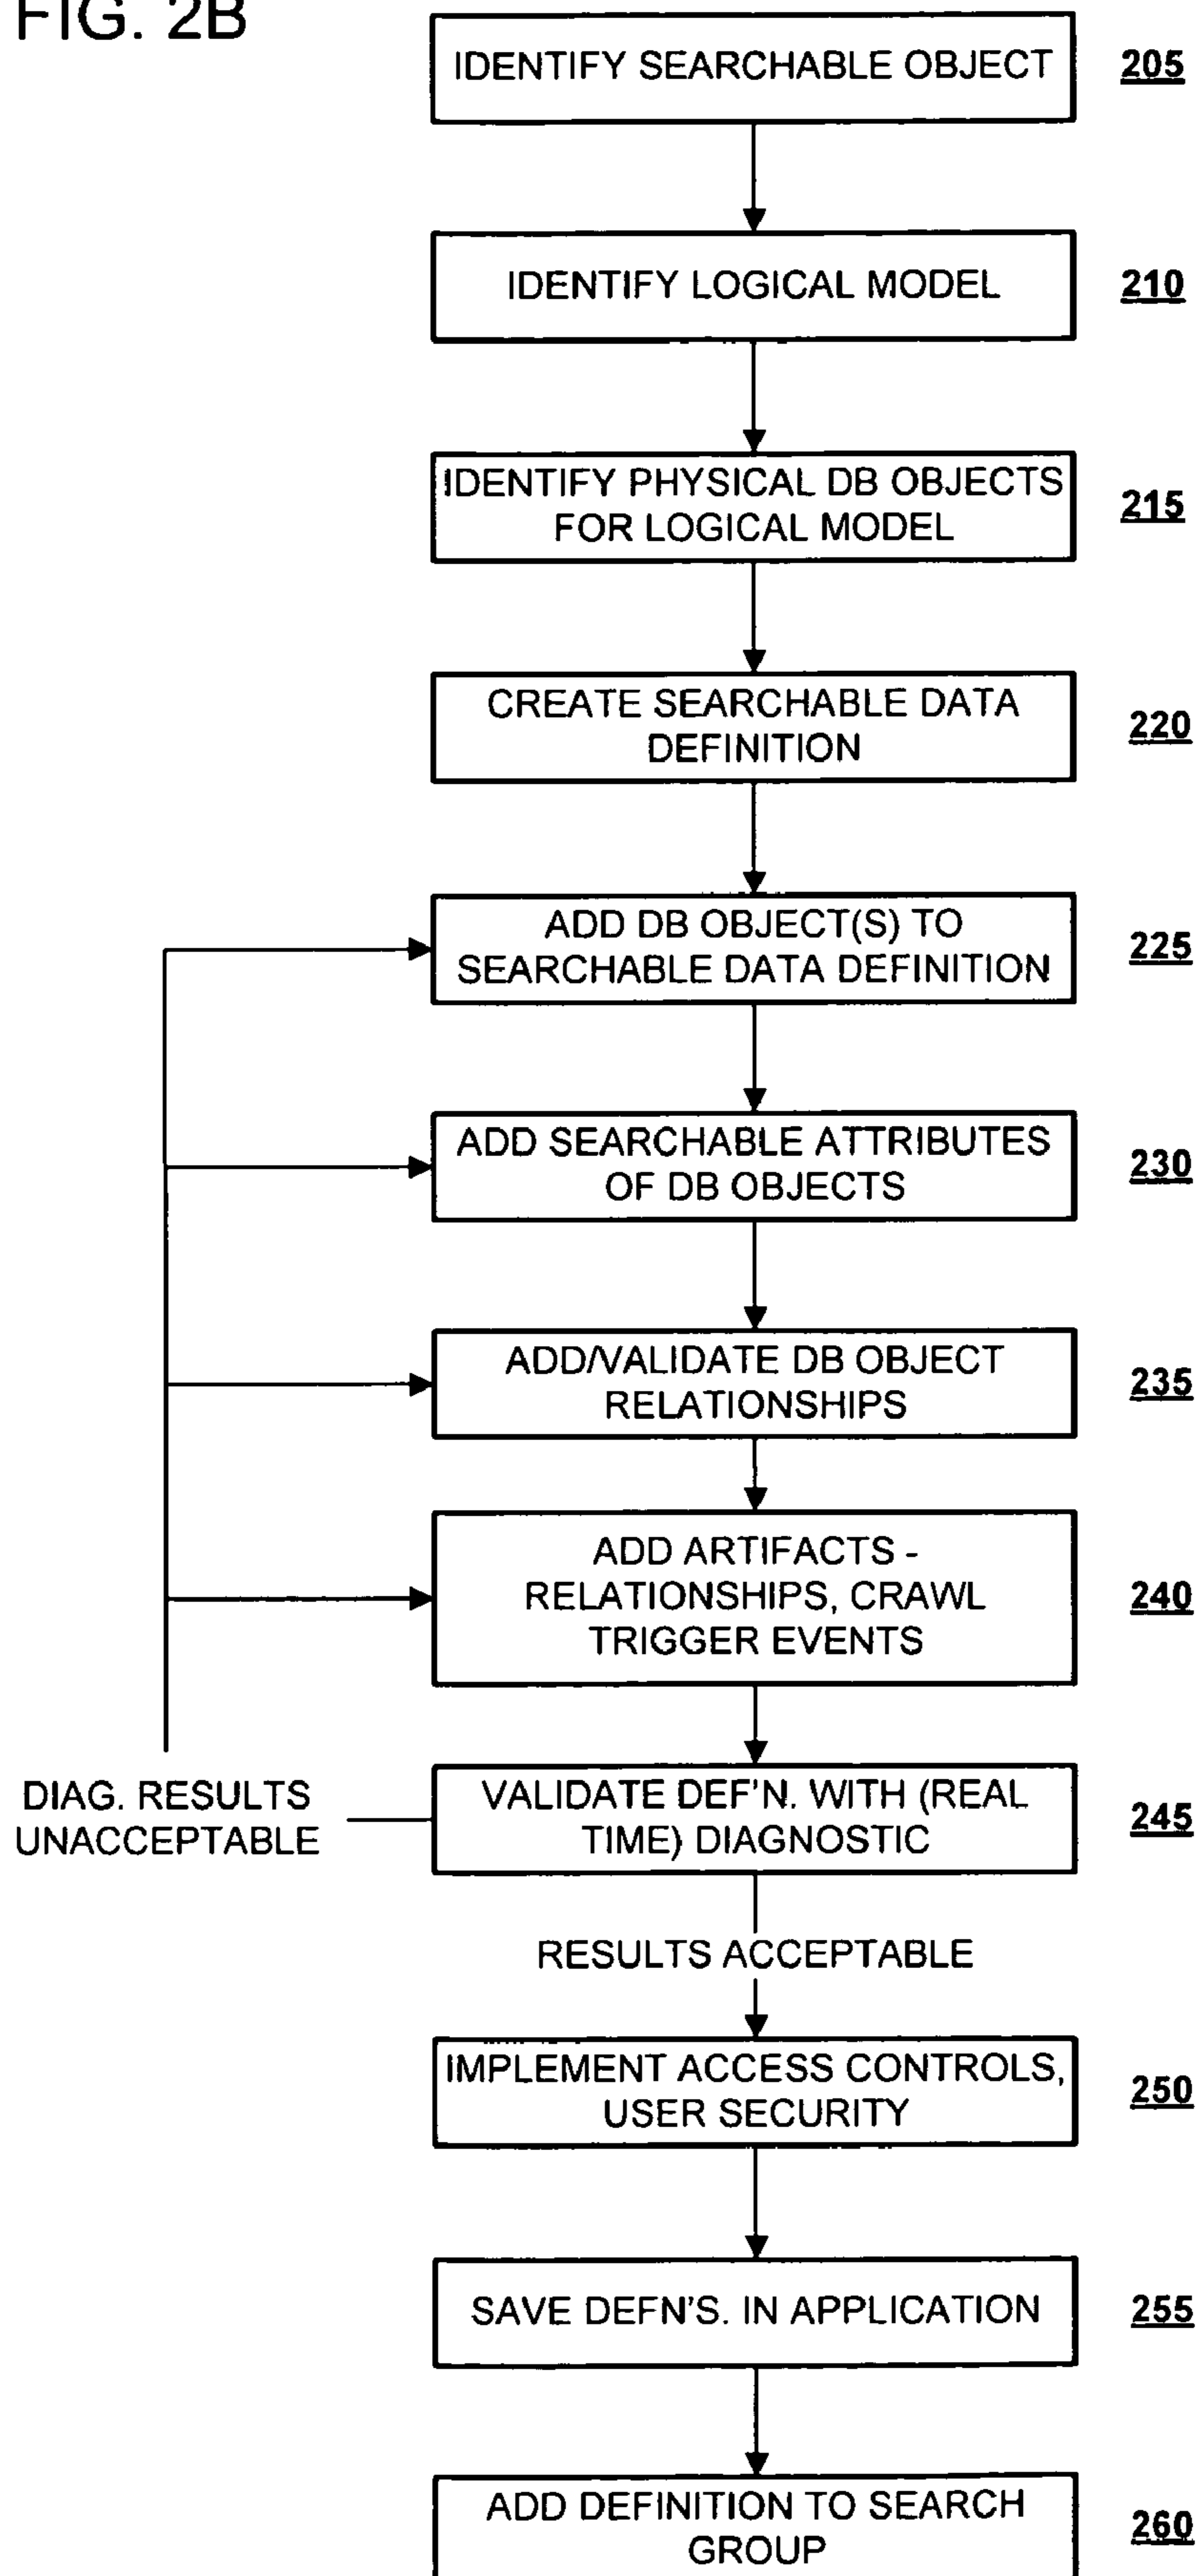 FIG. 2B
IDENTIFY SEARCHABLE OBJECT
205
IDENTIFY LOGICAL MODEL
210
IDENTIFY PHYSICAL DB OBJECTS
FOR LOGICAL MODEL
215
CREATE SEARCHABLE DATA
DEFINITION
220
ADD DB OBJECT(S) TO
SEARCHABLE DATA DEFINITION
225
ADD SEARCHABLE ATTRIBUTES
OF DB OBJECTS
230
ADD/VALIDATE DB OBJECT
RELATIONSHIPS
235
ADD ARTIFACTS -
RELATIONSHIPS, CRAWL
TRIGGER EVENTS
240
DIAG. RESULTS
UNACCEPTABLE
VALIDATE DEF'N. WITH (REAL
TIME) DIAGNOSTIC
245
RESULTS ACCEPTABLE
IMPLEMENT ACCESS CONTROLS,
USER SECURITY
250
SAVE DEFN'S. IN APPLICATION
255
ADD DEFINITION TO SEARCH
GROUP
260